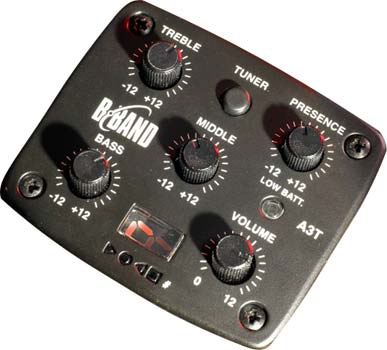 TREBLE
-12 +12
TUNER
PRESENCE
-12
+12
B-BAND
MIDDLE
-12 +12
BASS
-12 +12
LOW BATT.
A3T
VOLUME
0
12
#